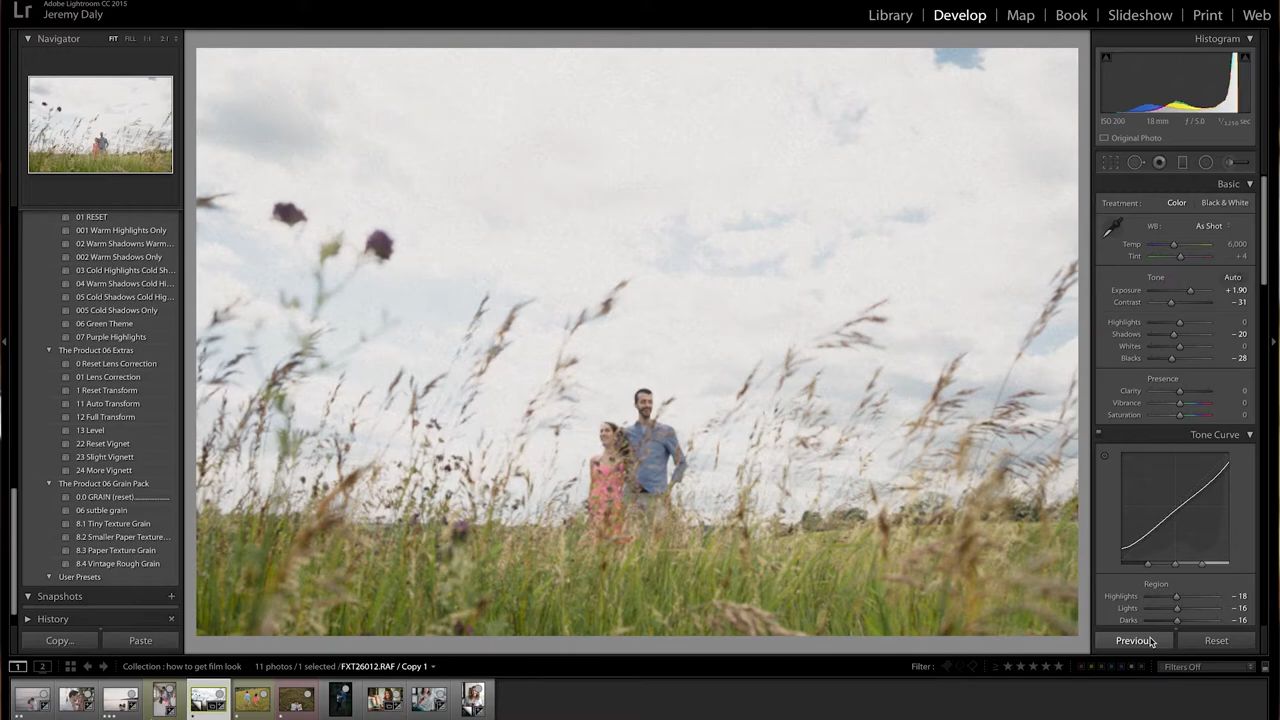 Lr
Adobe Lightroom CC 2015
Jeremy Daly
Library | Develop | Map | Book | Slideshow | Print | Web
Navigator FIT FILL 1:1 2:1
01 RESET
001 Warm Highlights Only
02 Warm Shadowns Warm...
002 Warm Shadows Only
03 Cold Highlights Cold Sh...
04 Warm Shadows Cold Hi...
05 Cold Shadows Cold Hig...
005 Cold Shadows Only
06 Green Theme
07 Purple Highlights
The Product 06 Extras
0 Reset Lens Correction
01 Lens Correction
1 Reset Transform
11 Auto Transform
12 Full Transform
13 Level
22 Reset Vignet
23 Slight Vignett
24 More Vignett
The Product 06 Grain Pack
0.0 GRAIN (reset)
06 sutble grain
8.1 Tiny Texture Grain
8.2 Smaller Paper Texture...
8.3 Paper Texture Grain
8.4 Vintage Rough Grain
User Presets
Snapshots +
History ×
Copy... Paste
Histogram
ISO 200 18 mm ƒ / 5.0 1/1250 sec
Original Photo
Basic
Treatment : Color Black & White
WB : As Shot
Temp 6,000
Tint + 4
Tone Auto
Exposure + 1.90
Contrast − 31
Highlights 0
Shadows − 20
Whites 0
Blacks − 28
Presence
Clarity 0
Vibrance 0
Saturation 0
Tone Curve
Region
Highlights − 18
Lights − 16
Darks − 16
Previous Reset
1 2 Collection : how to get film look 11 photos / 1 selected / FXT26012.RAF / Copy 1 Filter : ≥ ★★★★★ Filters Off